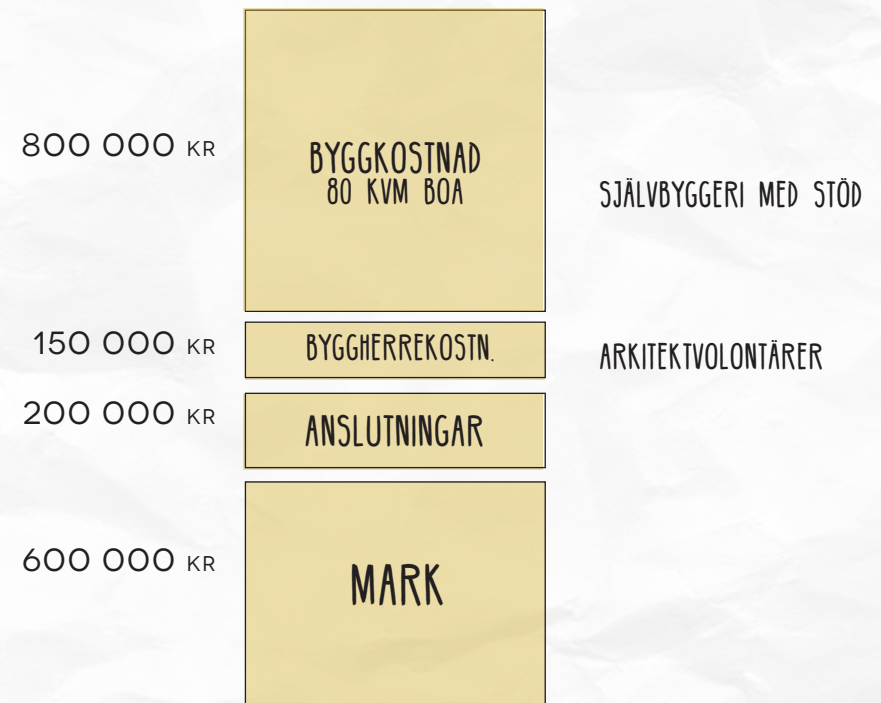 800 000 KR
BYGGKOSTNAD
80 KVM BOA
SJÄLVBYGGERI MED STÖD
150 000 KR
BYGGHERREKOSTN.
ARKITEKTVOLONTÄRER
200 000 KR
ANSLUTNINGAR
600 000 KR
MARK